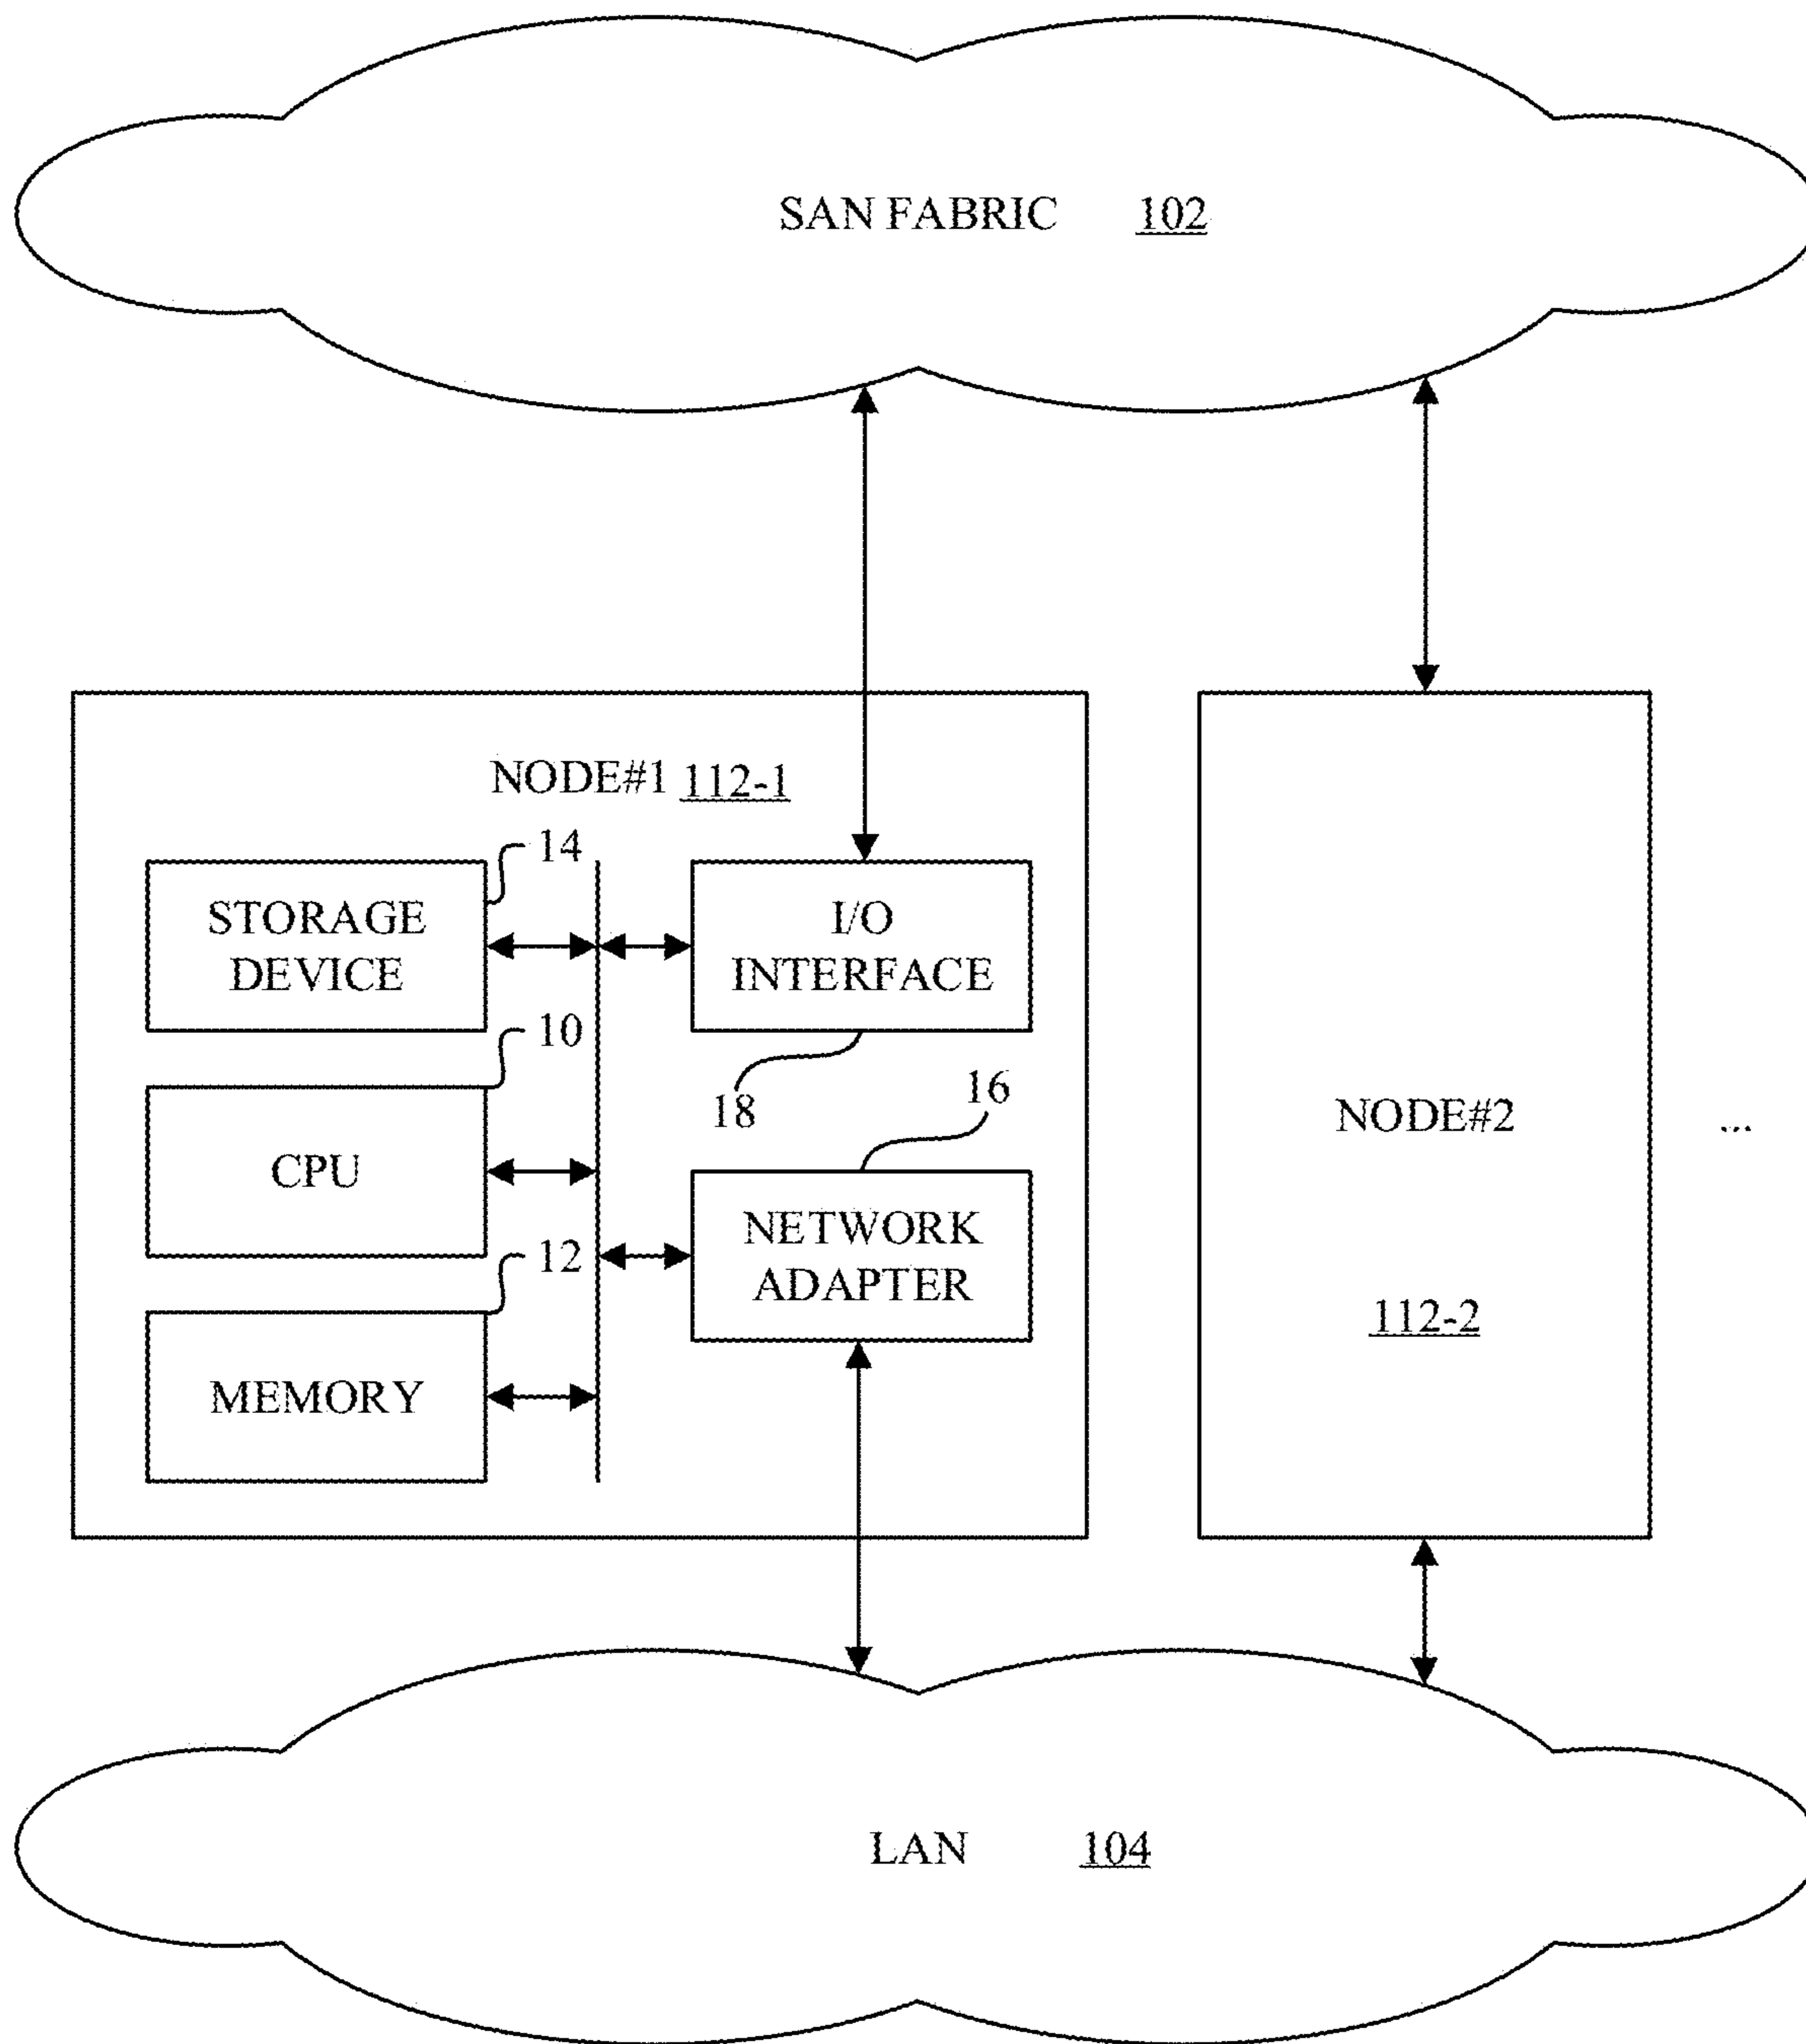 SAN FABRIC 102
NODE#1 112-1
14
STORAGE
DEVICE
I/O
INTERFACE
10
18
16
CPU
NETWORK
ADAPTER
12
MEMORY
NODE#2
112-2
...
LAN 104